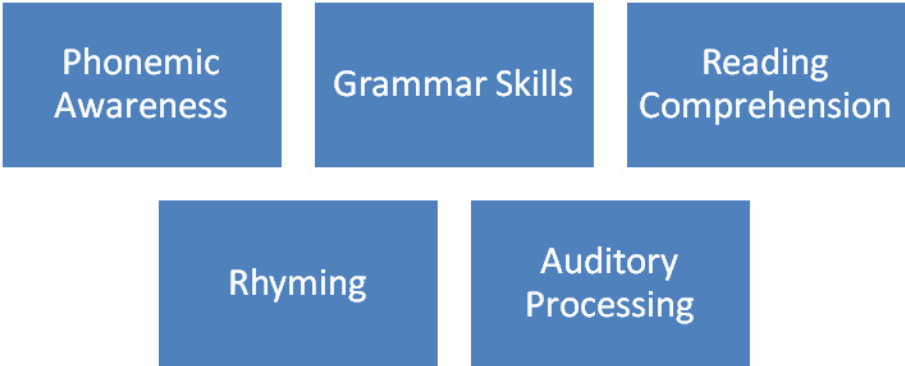 Phonemic
Awareness
Grammar Skills
Reading
Comprehension
Rhyming
Auditory
Processing